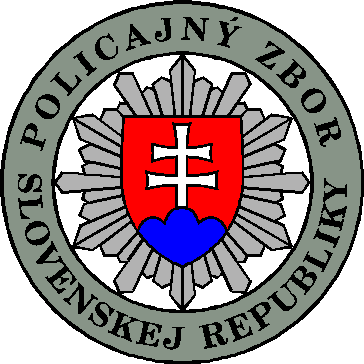 POLICAJNÝ ZBOR
SLOVENSKEJ REPUBLIKY